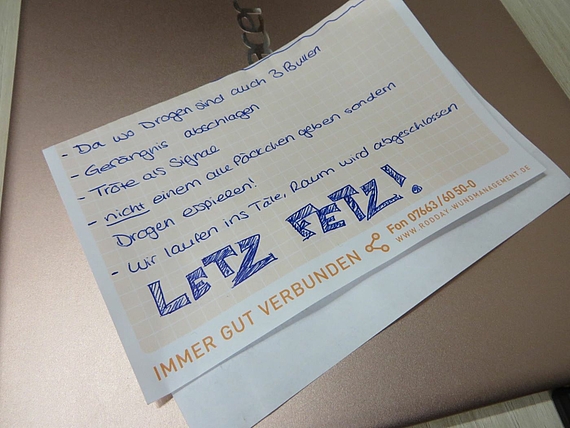 - Da wo Drogen sind auch 3 Bullen
- Gefängnis abschlagen
- Tröte als Signal
- nicht einem alle Päckchen geben sondern
Drogen erspielen!
- Wir laufen ins Tale, Raum wird abgeschlossen
LETZ FETZ!
IMMER GUT VERBUNDEN
Fon 07663/60 50-0
WWW.RODDAY-WUNDMANAGEMENT.DE